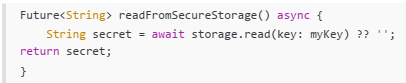 Future<String> readFromSecureStorage() async {
    String secret = await storage.read(key: myKey) ?? '';
return secret;
}